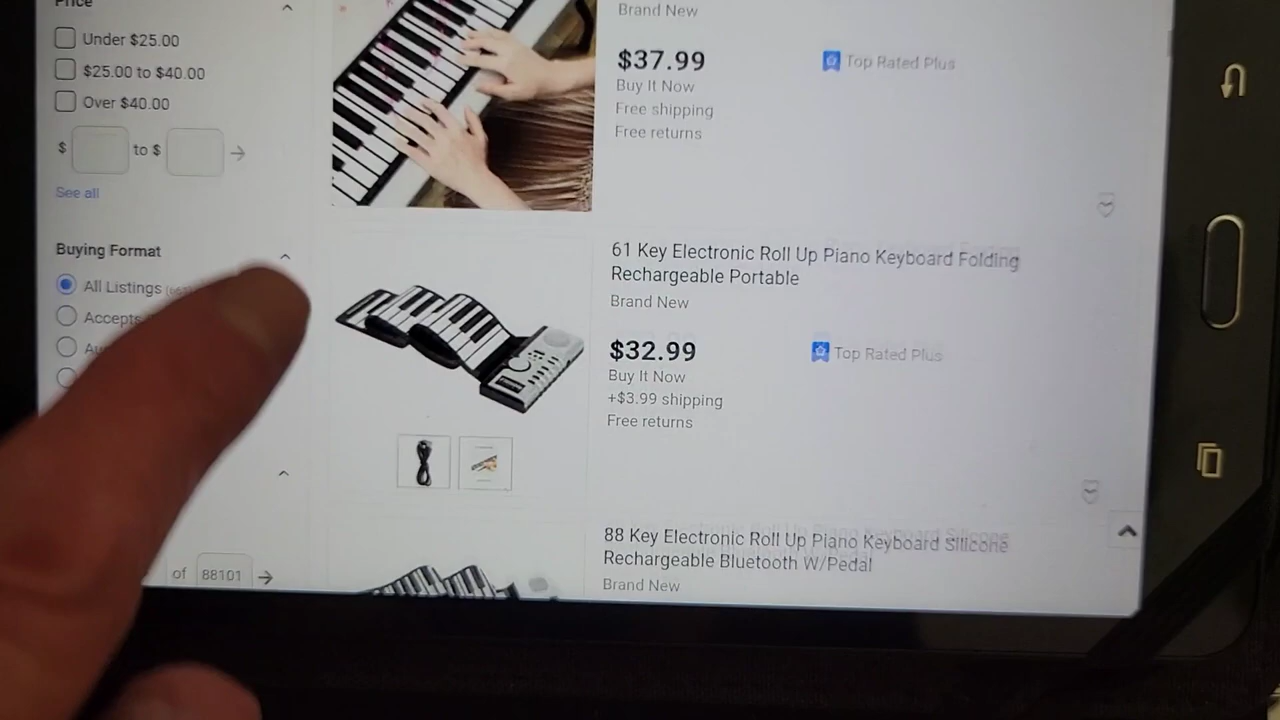 Price
Under $25.00
$25.00 to $40.00
Over $40.00
$ to $
See all
Buying Format
All Listings
Accepts
of 88101
Brand New
$37.99
Top Rated Plus
Buy It Now
Free shipping
Free returns
61 Key Electronic Roll Up Piano Keyboard Folding
Rechargeable Portable
Brand New
$32.99
Top Rated Plus
Buy It Now
+$3.99 shipping
Free returns
88 Key Electronic Roll Up Piano Keyboard Silicone
Rechargeable Bluetooth W/Pedal
Brand New